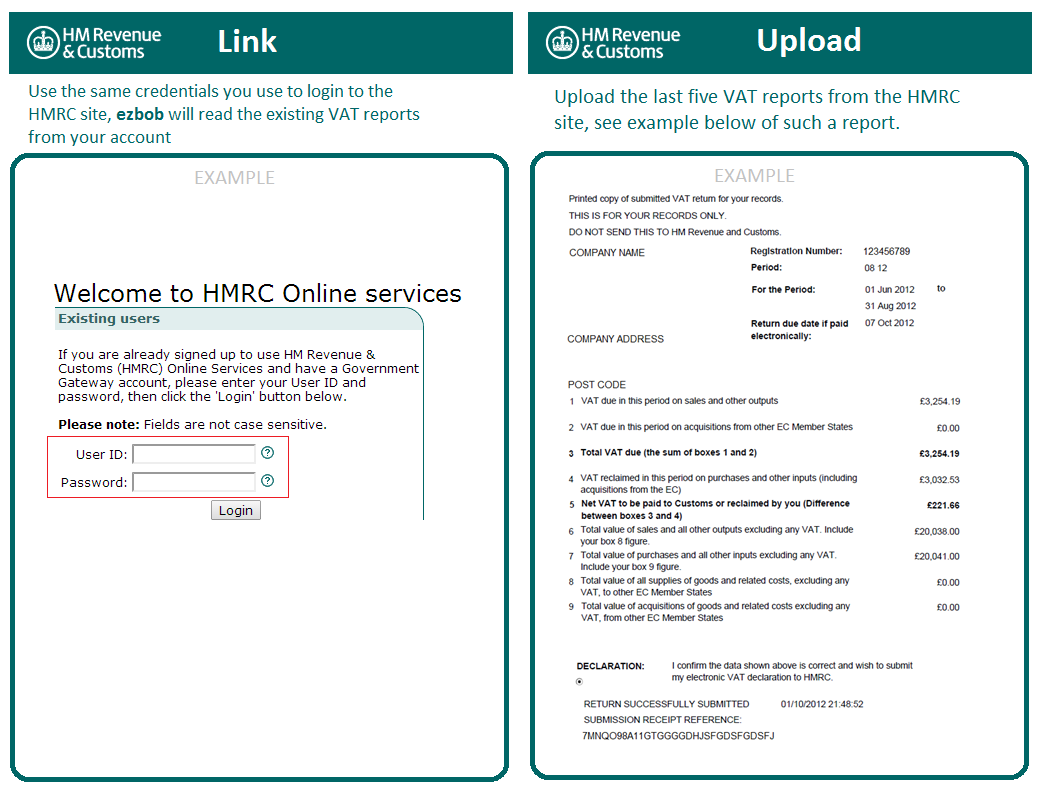 HM Revenue
& Customs
Link
Use the same credentials you use to login to the
HMRC site, ezbob will read the existing VAT reports
from your account
EXAMPLE
Welcome to HMRC Online services
Existing users
If you are already signed up to use HM Revenue &
Customs (HMRC) Online Services and have a Government
Gateway account, please enter your User ID and
password, then click the 'Login' button below.
Please note: Fields are not case sensitive.
User ID: ?
Password: ?
Login
HM Revenue
& Customs
Upload
Upload the last five VAT reports from the HMRC
site, see example below of such a report.
EXAMPLE
Printed copy of submitted VAT return for your records.
THIS IS FOR YOUR RECORDS ONLY.
DO NOT SEND THIS TO HM Revenue and Customs.
COMPANY NAME Registration Number: 123456789
Period: 08 12
For the Period: 01 Jun 2012 to
31 Aug 2012
Return due date if paid 07 Oct 2012
electronically:
COMPANY ADDRESS
POST CODE
1 VAT due in this period on sales and other outputs £3,254.19
2 VAT due in this period on acquisitions from other EC Member States £0.00
3 Total VAT due (the sum of boxes 1 and 2) £3,254.19
4 VAT reclaimed in this period on purchases and other inputs (including £3,032.53
acquisitions from the EC)
5 Net VAT to be paid to Customs or reclaimed by you (Difference £221.66
between boxes 3 and 4)
6 Total value of sales and all other outputs excluding any VAT. Include £20,038.00
your box 8 figure.
7 Total value of purchases and all other inputs excluding any VAT. £20,041.00
Include your box 9 figure.
8 Total value of all supplies of goods and related costs, excluding any £0.00
VAT, to other EC Member States
9 Total value of acquisitions of goods and related costs excluding any £0.00
VAT, from other EC Member States
DECLARATION: I confirm the data shown above is correct and wish to submit
my electronic VAT declaration to HMRC.
RETURN SUCCESSFULLY SUBMITTED 01/10/2012 21:48:52
SUBMISSION RECEIPT REFERENCE:
7MNQO98A11GTGGGGDHJSFGDSFGDSFJ